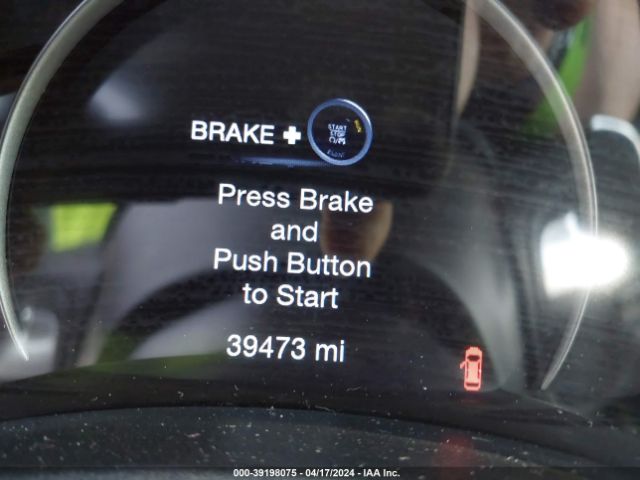 BRAKE +
START
STOP
Press Brake
and
Push Button
to Start
39473 mi
000-39198075 - 04/17/2024 - IAA Inc.